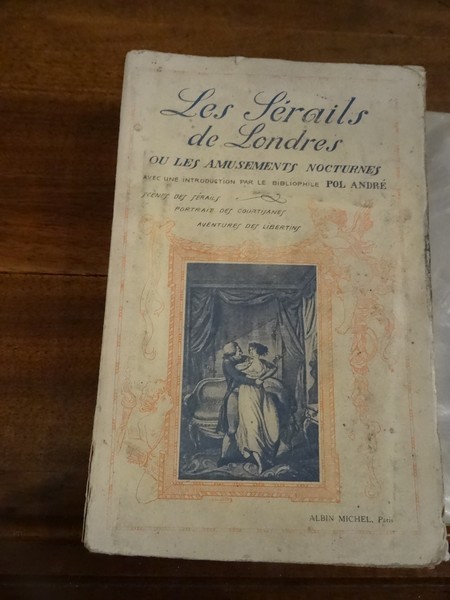 Les Sérails
de Londres
OU LES AMUSEMENTS NOCTURNES
AVEC UNE INTRODUCTION PAR LE BIBLIOPHILE POL ANDRÉ
SCÈNES DES SÉRAILS
PORTRAIT DES COURTISANES
AVENTURES DES LIBERTINS
ALBIN MICHEL, Paris